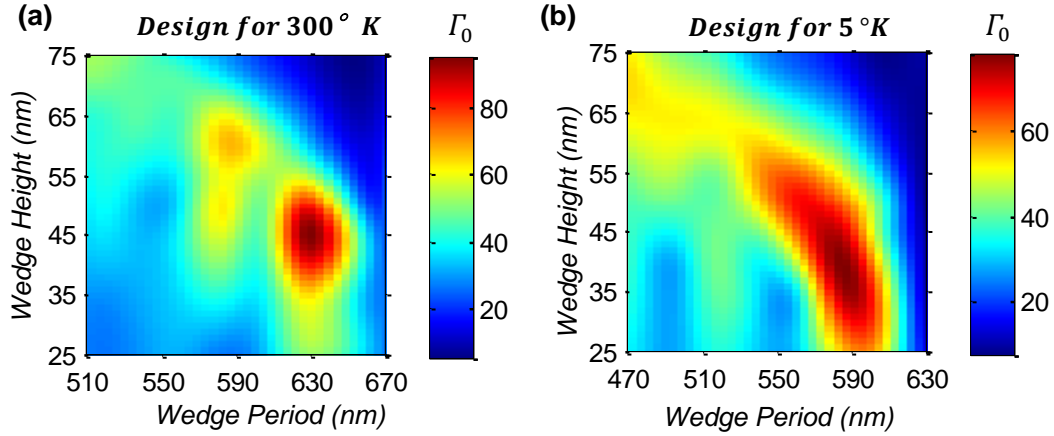 (a)
Design for 300° K
Γ0
75
65
55
45
35
25
Wedge Height (nm)
510
550
590
630
670
Wedge Period (nm)
80
60
40
20
(b)
Design for 5 °K
Γ0
75
65
55
45
35
25
Wedge Height (nm)
470
510
550
590
630
Wedge Period (nm)
60
40
20